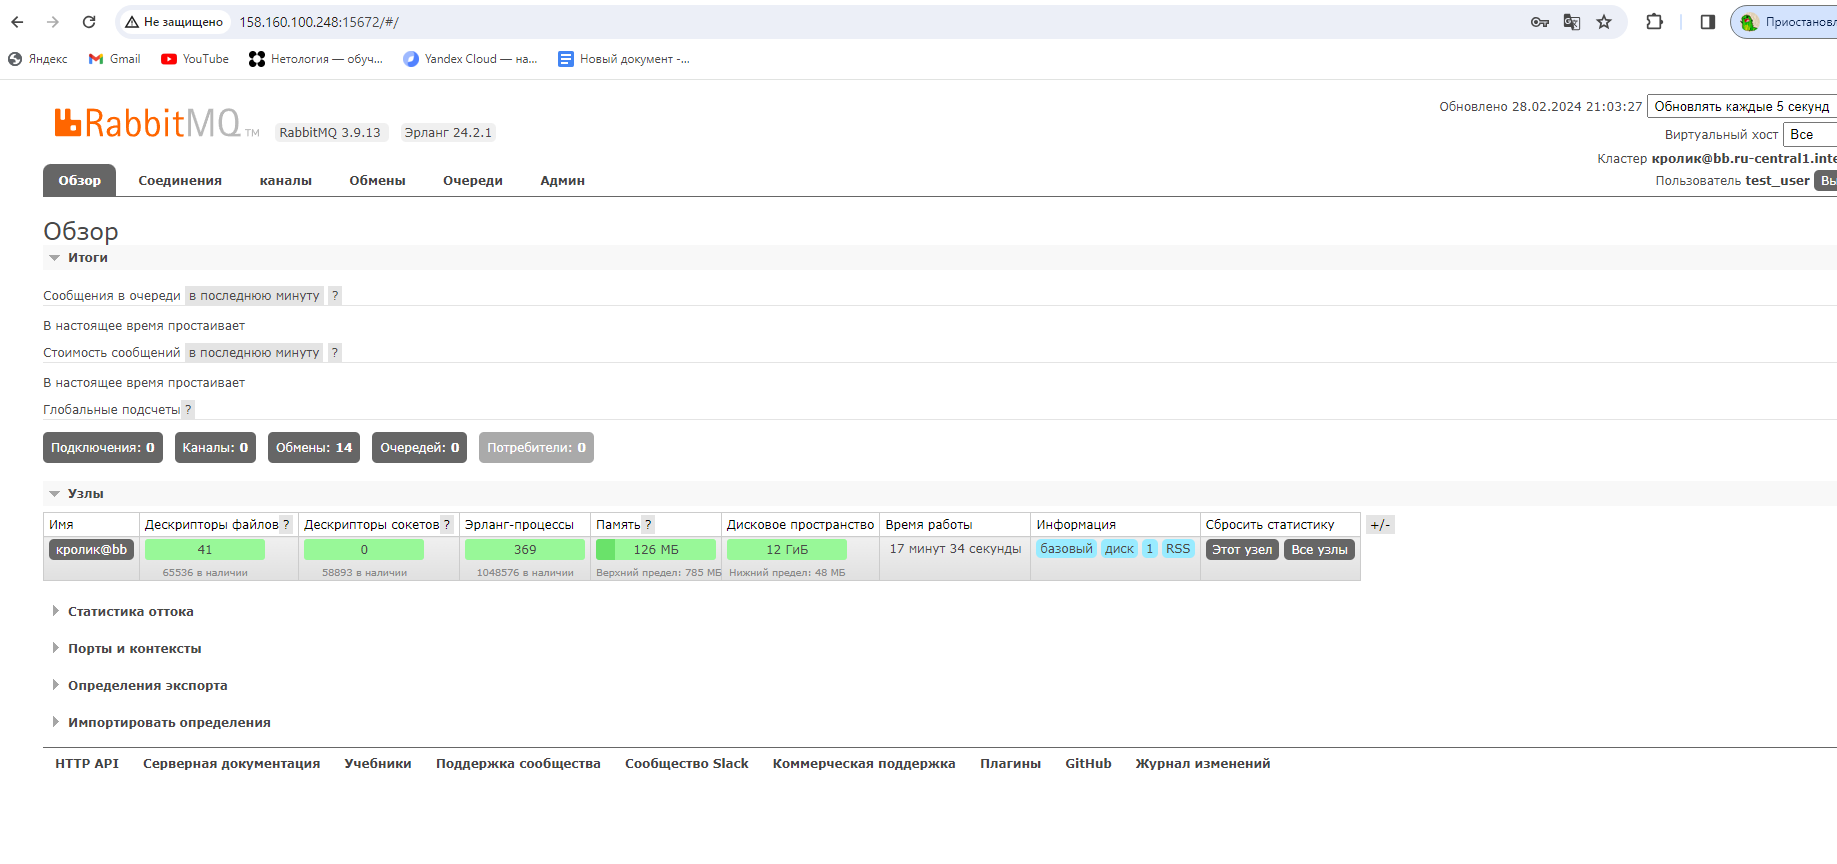 Не защищено 158.160.100.248:15672/#/ Приостановл
Яндекс Gmail YouTube Нетология — обуч... Yandex Cloud — на... Новый документ -...
RabbitMQ TM RabbitMQ 3.9.13 Эрланг 24.2.1
Обновлено 28.02.2024 21:03:27 Обновлять каждые 5 секунд
Виртуальный хост Все
Кластер кролик@bb.ru-central1.inte
Пользователь test_user Вы
Обзор Соединения каналы Обмены Очереди Админ
Обзор
Итоги
Сообщения в очереди в последнюю минуту ?
В настоящее время простаивает
Стоимость сообщений в последнюю минуту ?
В настоящее время простаивает
Глобальные подсчеты ?
Подключения: 0 Каналы: 0 Обмены: 14 Очередей: 0 Потребители: 0
Узлы
Имя Дескрипторы файлов ? Дескрипторы сокетов ? Эрланг-процессы Память ? Дисковое пространство Время работы Информация Сбросить статистику +/-
кролик@bb 41 0 369 126 МБ 12 ГиБ 17 минут 34 секунды базовый диск 1 RSS Этот узел Все узлы
65536 в наличии 58893 в наличии 1048576 в наличии Верхний предел: 785 МБ Нижний предел: 48 МБ
Статистика оттока
Порты и контексты
Определения экспорта
Импортировать определения
HTTP API Серверная документация Учебники Поддержка сообщества Сообщество Slack Коммерческая поддержка Плагины GitHub Журнал изменений